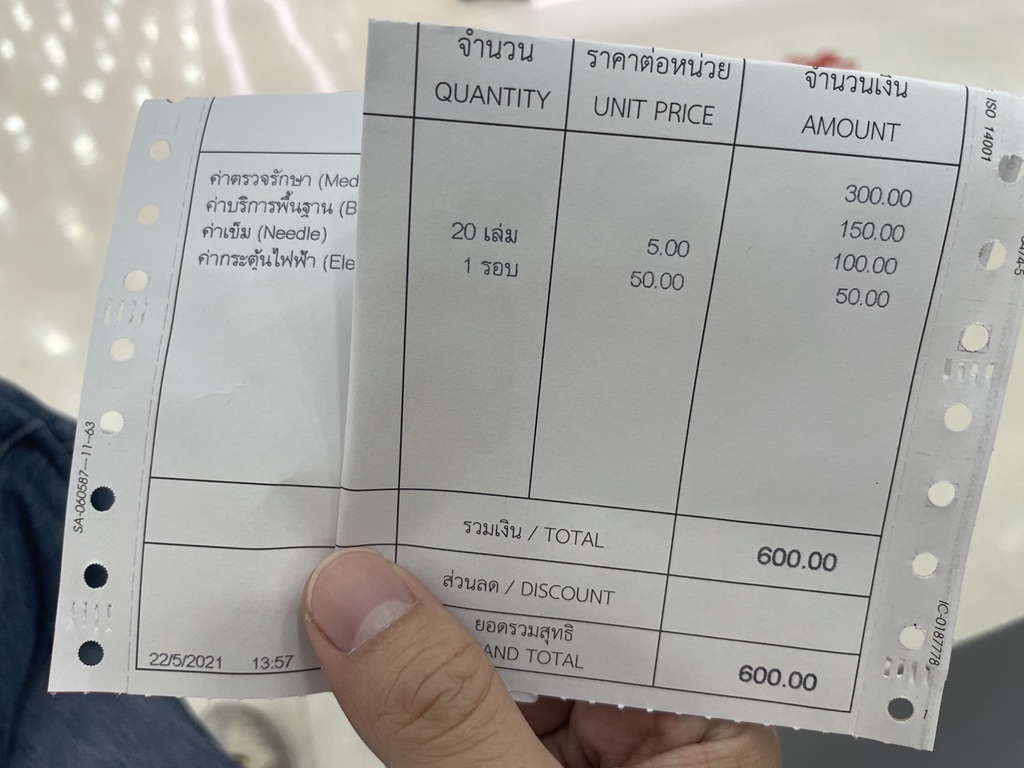 จำนวน ราคาต่อหน่วย จำนวนเงิน
QUANTITY UNIT PRICE AMOUNT
ค่าตรวจรักษา (Med 300.00
ค่าบริการพื้นฐาน (B 150.00
ค่าเข็ม (Needle) 20 เล่ม 5.00 100.00
ค่ากระตุ้นไฟฟ้า (Ele 1 รอบ 50.00 50.00
รวมเงิน / TOTAL 600.00
ส่วนลด / DISCOUNT
ยอดรวมสุทธิ
AND TOTAL 600.00
22/5/2021 13:57
SA-060587--11-63
ISO 14001
IC-0187778